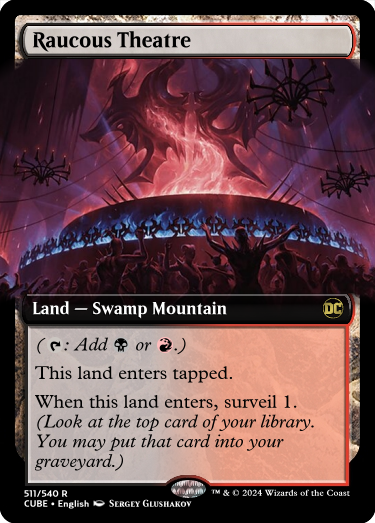 Raucous Theatre
Land — Swamp Mountain
DC
( : Add or .)
This land enters tapped.
When this land enters, surveil 1.
(Look at the top card of your library.
You may put that card into your
graveyard.)
511/540 R
™ & © 2024 Wizards of the Coast
CUBE • English Sergey Glushakov